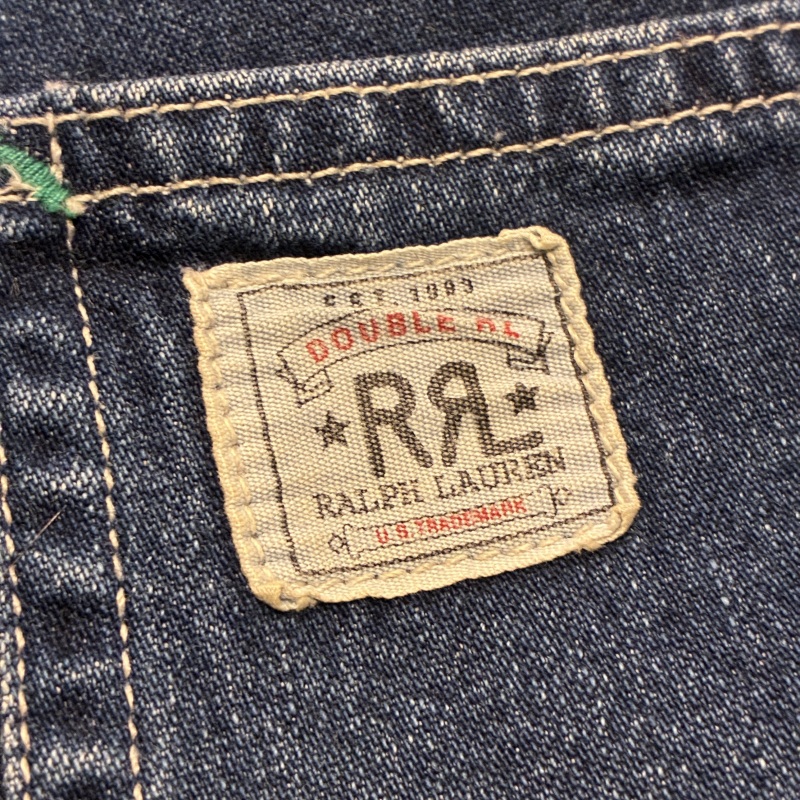 EST. 1993
DOUBLE RL
RRL
RALPH LAUREN
U.S. TRADEMARK